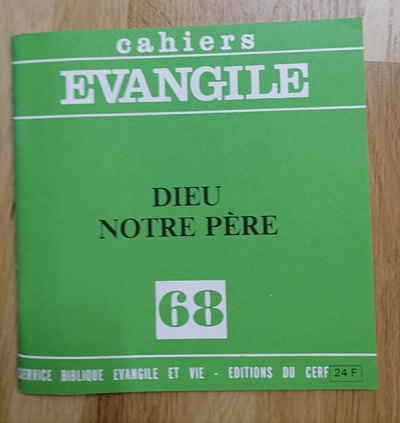 cahiers
EVANGILE
DIEU
NOTRE PÈRE
68
SERVICE BIBLIQUE EVANGILE ET VIE - EDITIONS DU CERF 24 F